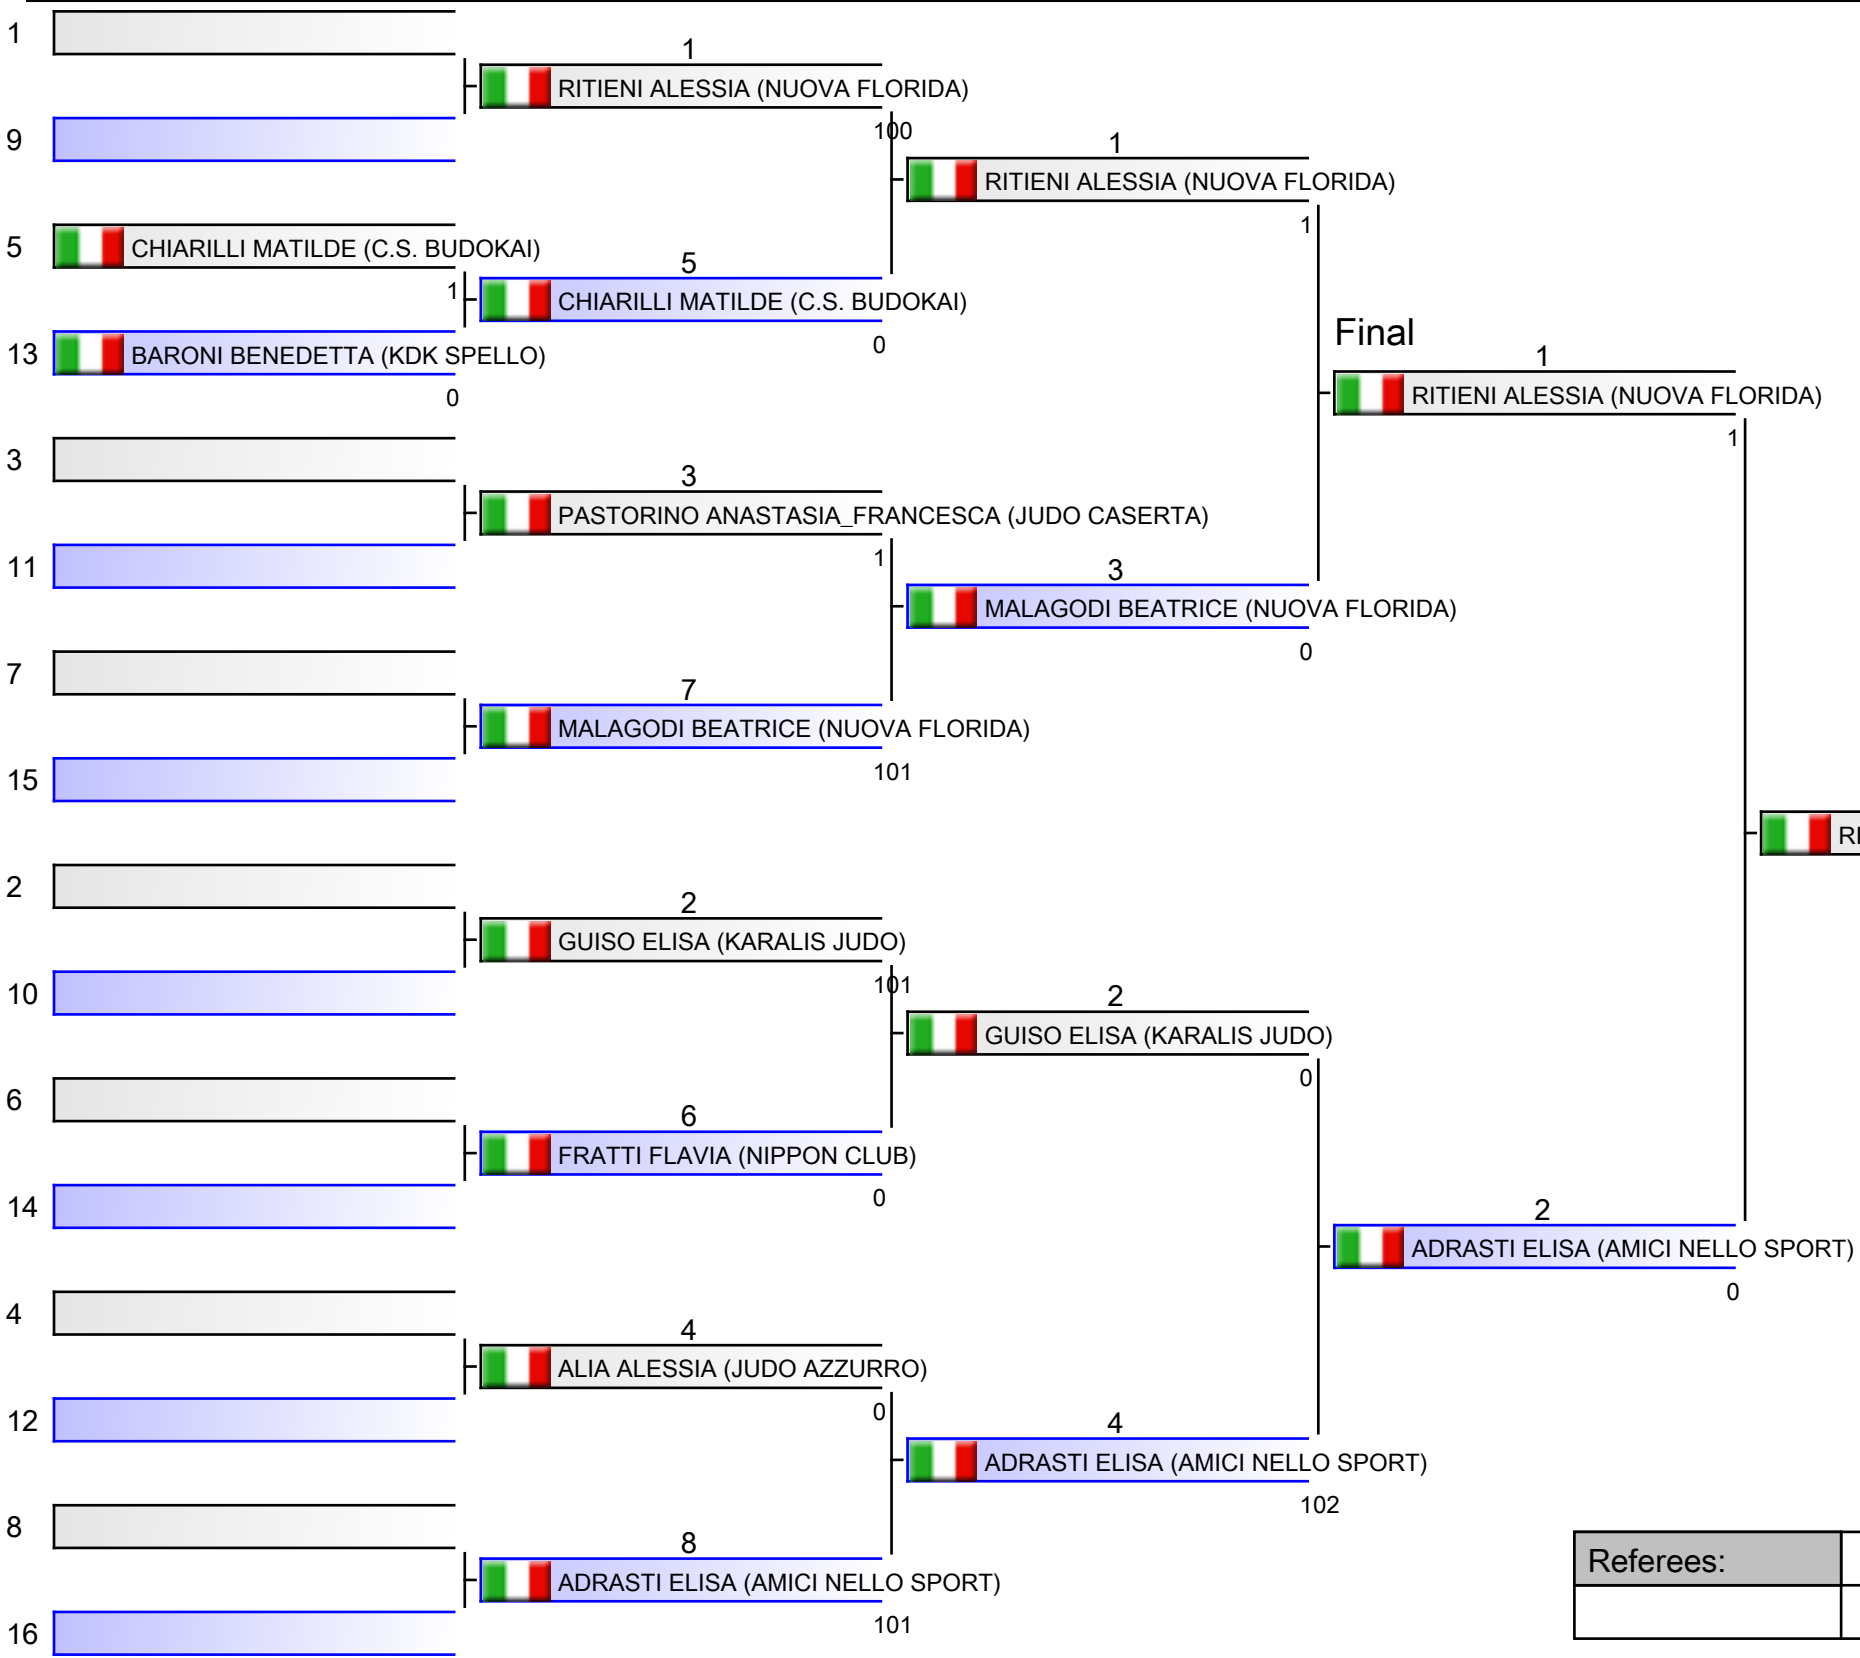 1
1
RITIENI ALESSIA (NUOVA FLORIDA)
100
9
1
RITIENI ALESSIA (NUOVA FLORIDA)
1
5
CHIARILLI MATILDE (C.S. BUDOKAI)
1
5
CHIARILLI MATILDE (C.S. BUDOKAI)
0
13
BARONI BENEDETTA (KDK SPELLO)
0
Final
1
RITIENI ALESSIA (NUOVA FLORIDA)
1
3
3
PASTORINO ANASTASIA_FRANCESCA (JUDO CASERTA)
1
11
3
MALAGODI BEATRICE (NUOVA FLORIDA)
0
7
7
MALAGODI BEATRICE (NUOVA FLORIDA)
101
15
2
2
GUISO ELISA (KARALIS JUDO)
101
10
2
GUISO ELISA (KARALIS JUDO)
0
6
6
FRATTI FLAVIA (NIPPON CLUB)
0
14
2
ADRASTI ELISA (AMICI NELLO SPORT)
0
4
4
ALIA ALESSIA (JUDO AZZURRO)
0
12
4
ADRASTI ELISA (AMICI NELLO SPORT)
102
8
8
ADRASTI ELISA (AMICI NELLO SPORT)
101
16
Referees: